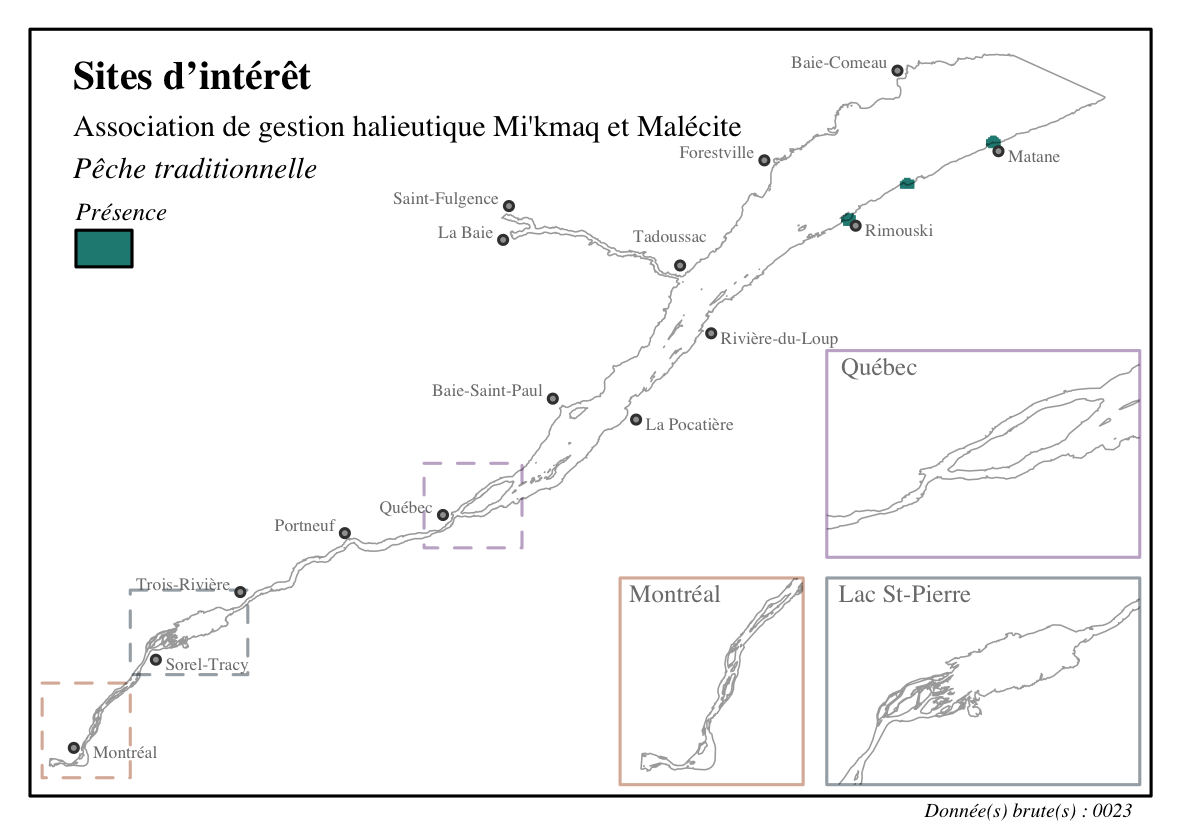 Sites d’intérêt
Association de gestion halieutique Mi'kmaq et Malécite
Pêche traditionnelle
Présence
Baie-Comeau
Forestville
Matane
Saint-Fulgence
La Baie
Tadoussac
Rimouski
Rivière-du-Loup
Baie-Saint-Paul
La Pocatière
Québec
Portneuf
Trois-Rivière
Sorel-Tracy
Montréal
Québec
Montréal
Lac St-Pierre
Donnée(s) brute(s) : 0023